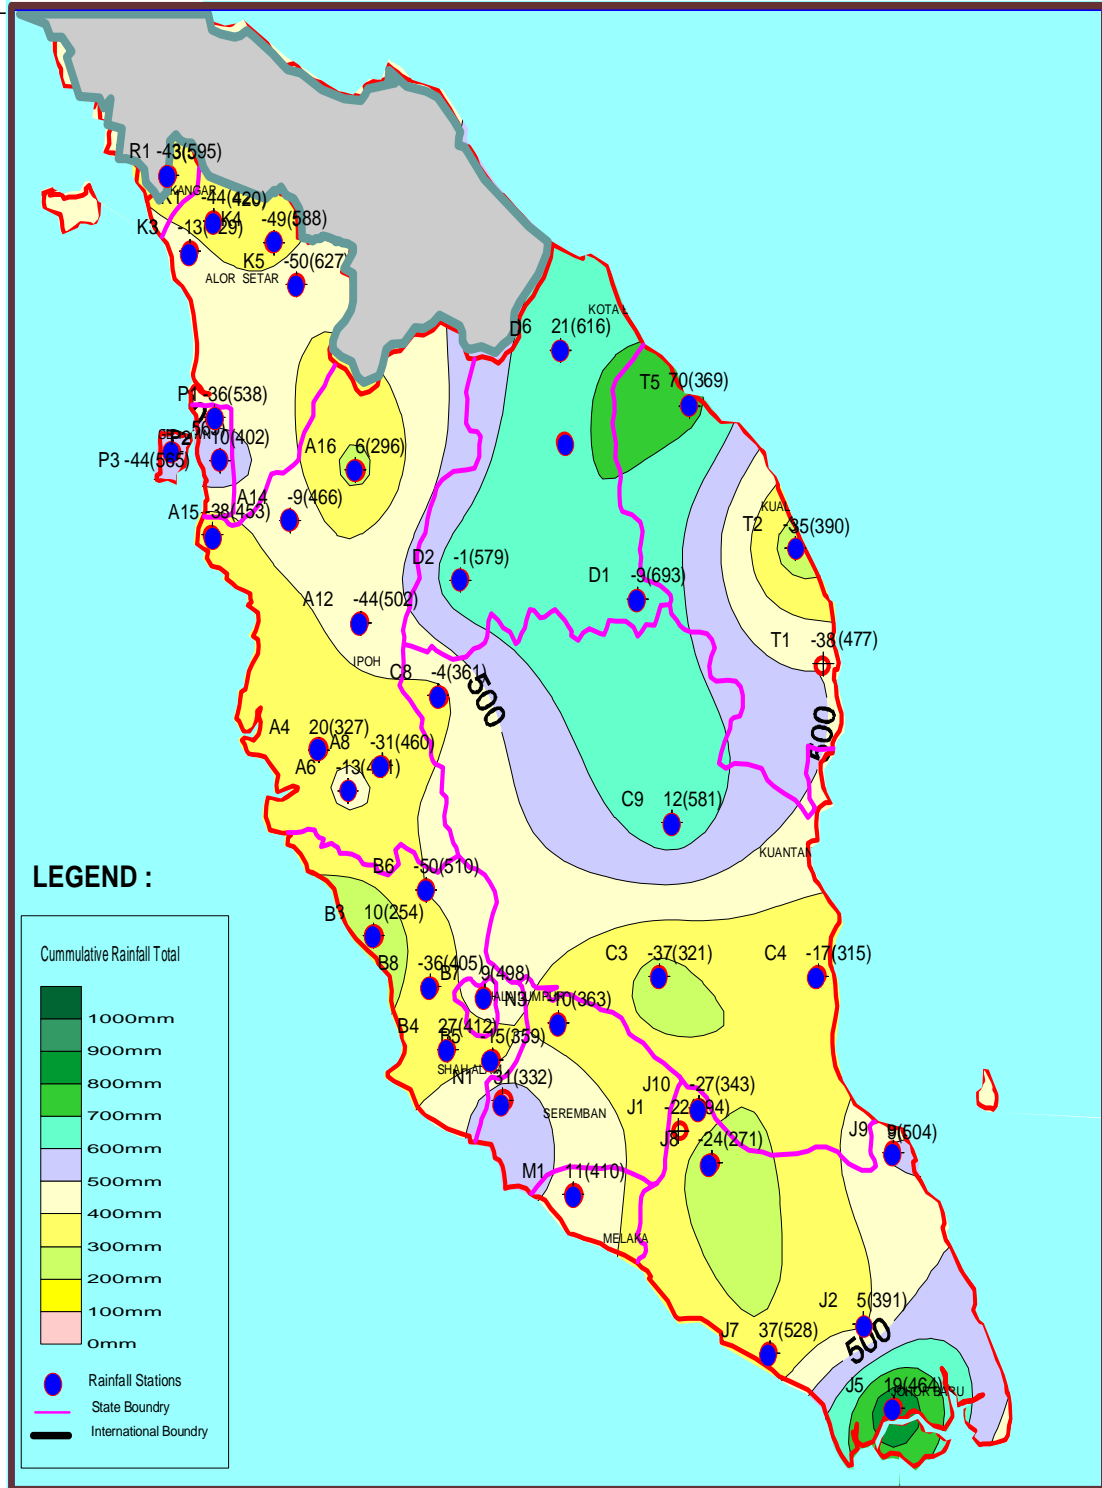 R1 -43(595)
KANGAR
K1 -44(420)
K4 -49(588)
K3
K5 -50(627)
ALOR SETAR
KOTA
D6 21(616)
T5 70(369)
P1 -36(538)
P2 10(402)
P3 -44(565)
A16 6(296)
A14 -9(466)
A15 -38(453)
KUAL
T2 -35(390)
D2 -1(579)
D1 -9(693)
A12 -44(502)
T1 -38(477)
IPOH
C8 -4(361)
500
500
A4 20(327)
A8 -31(460)
A6
C9 12(581)
KUANTAN
B6 -50(510)
LEGEND :
B3 10(254)
Cummulative Rainfall Total
C3 -37(321)
C4 -17(315)
B8 -36(405)
B7 9(498)
N3 -10(363)
1000mm
900mm
800mm
700mm
600mm
500mm
400mm
300mm
200mm
100mm
0mm
B4 27(412)
B5 15(359)
SHAH ALAM
N1 31(332)
SEREMBAN
J10 -27(343)
J1
J8 -24(271)
J9 9(504)
M1 11(410)
MELAKA
J2 5(391)
J7 37(528)
500
J5 19(464)
JOHOR BARU
Rainfall Stations
State Boundry
International Boundry